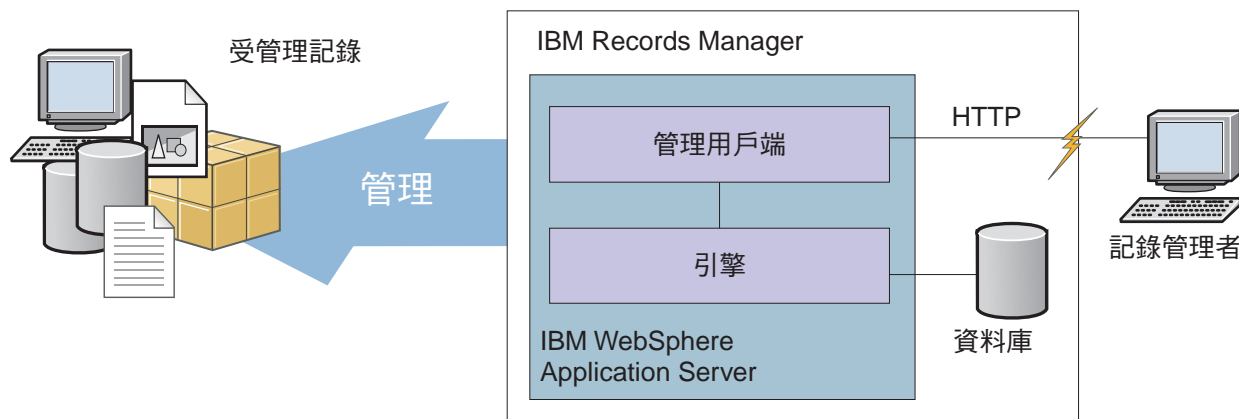 受管理記錄
管理
IBM Records Manager
管理用戶端
引擎
IBM WebSphere
Application Server
HTTP
資料庫
記錄管理者